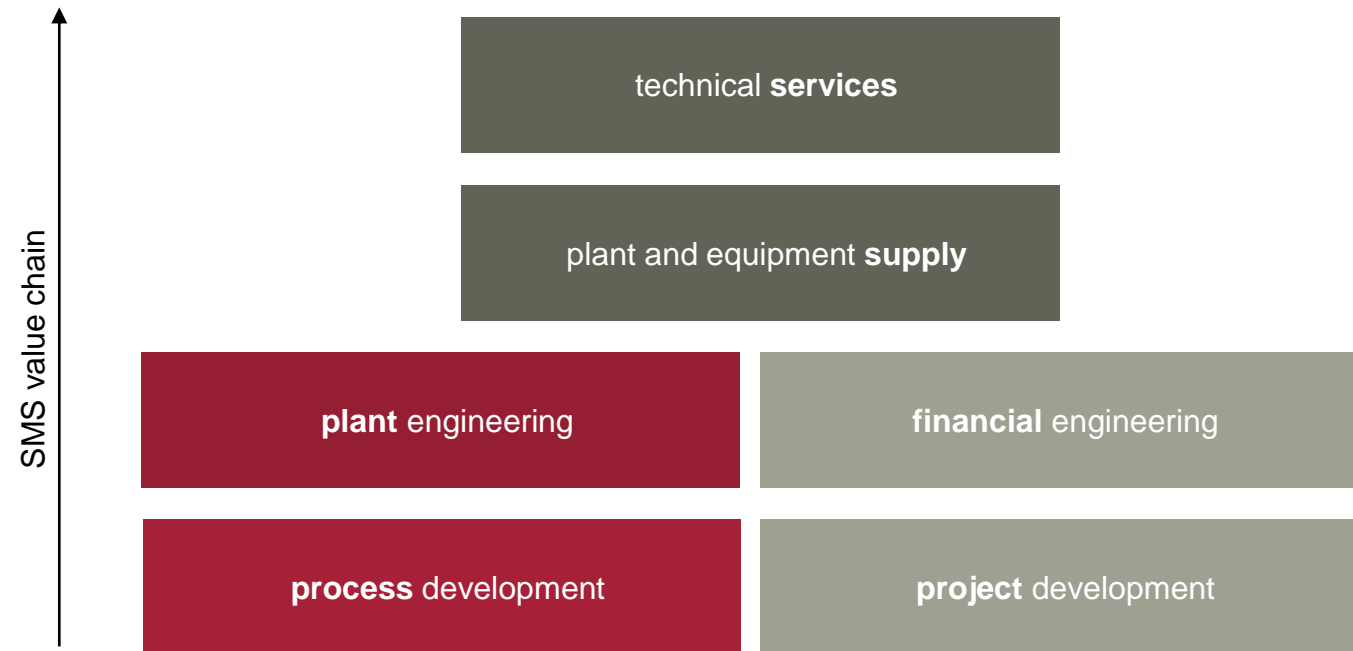 technical services
plant and equipment supply
SMS value chain
plant engineering
financial engineering
process development
project development